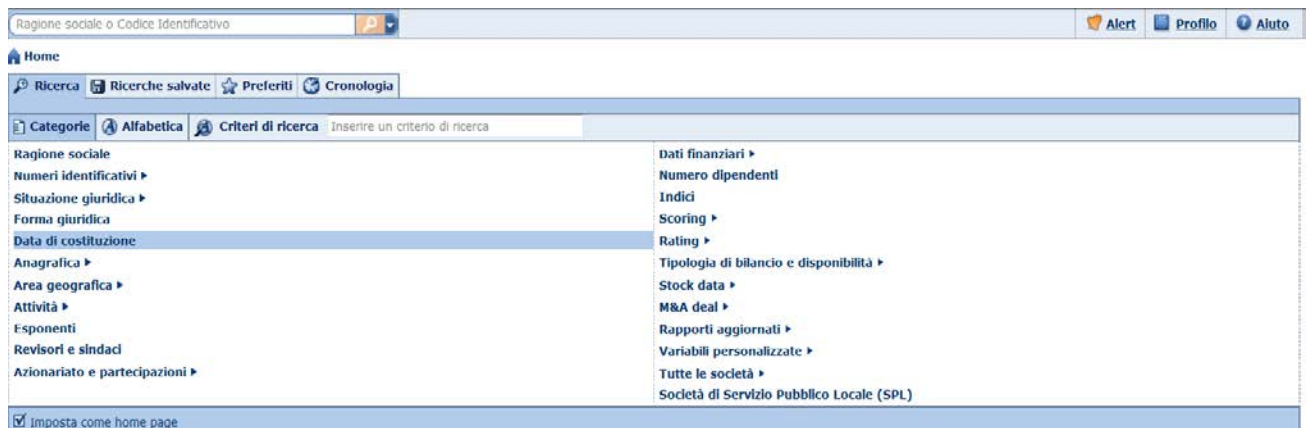 Ragione sociale o Codice Identificativo
Alert Profilo Aiuto
Home
Ricerca Ricerche salvate Preferiti Cronologia
Categorie Alfabetica Criteri di ricerca Inserire un criterio di ricerca
Ragione sociale
Numeri identificativi
Situazione giuridica
Forma giuridica
Data di costituzione
Anagrafica
Area geografica
Attività
Esponenti
Revisori e sindaci
Azionariato e partecipazioni
Dati finanziari
Numero dipendenti
Indici
Scoring
Rating
Tipologia di bilancio e disponibilità
Stock data
M&A deal
Rapporti aggiornati
Variabili personalizzate
Tutte le società
Società di Servizio Pubblico Locale (SPL)
Imposta come home page